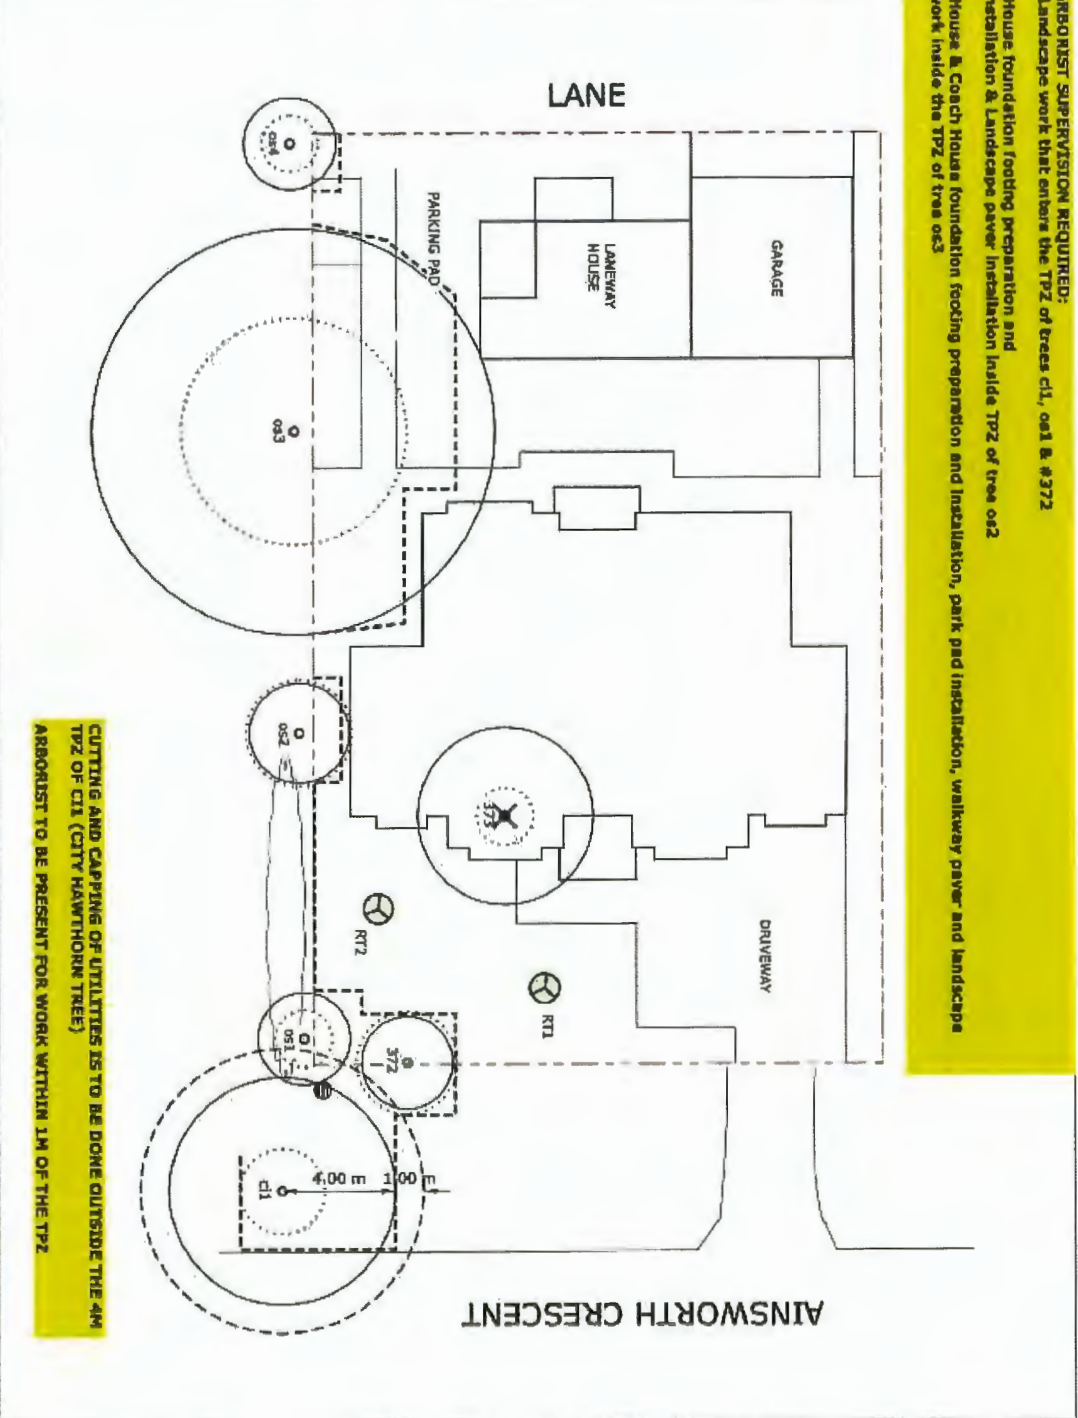 ARBORIST SUPERVISION REQUIRED:
Landscape work that enters the TPZ of trees ci1, os1 & #372
House foundation footing preparation and
installation & Landscape paver installation inside TPZ of tree os2
House & Coach House foundation footing preparation and installation, park pad installation, walkway paver and landscape
work inside the TPZ of tree os3
LANE
os4
PARKING PAD
LANEWAY
HOUSE
GARAGE
os3
os2
373
RT2
RT1
DRIVEWAY
os1
372
ci1
4.00 m
1.00 m
AINSWORTH CRESCENT
CUTTING AND CAPPING OF UTILITIES IS TO BE DONE OUTSIDE THE 4M
TPZ OF CI1 (CITY HAWTHORN TREE)
ARBORIST TO BE PRESENT FOR WORK WITHIN 1M OF THE TPZ